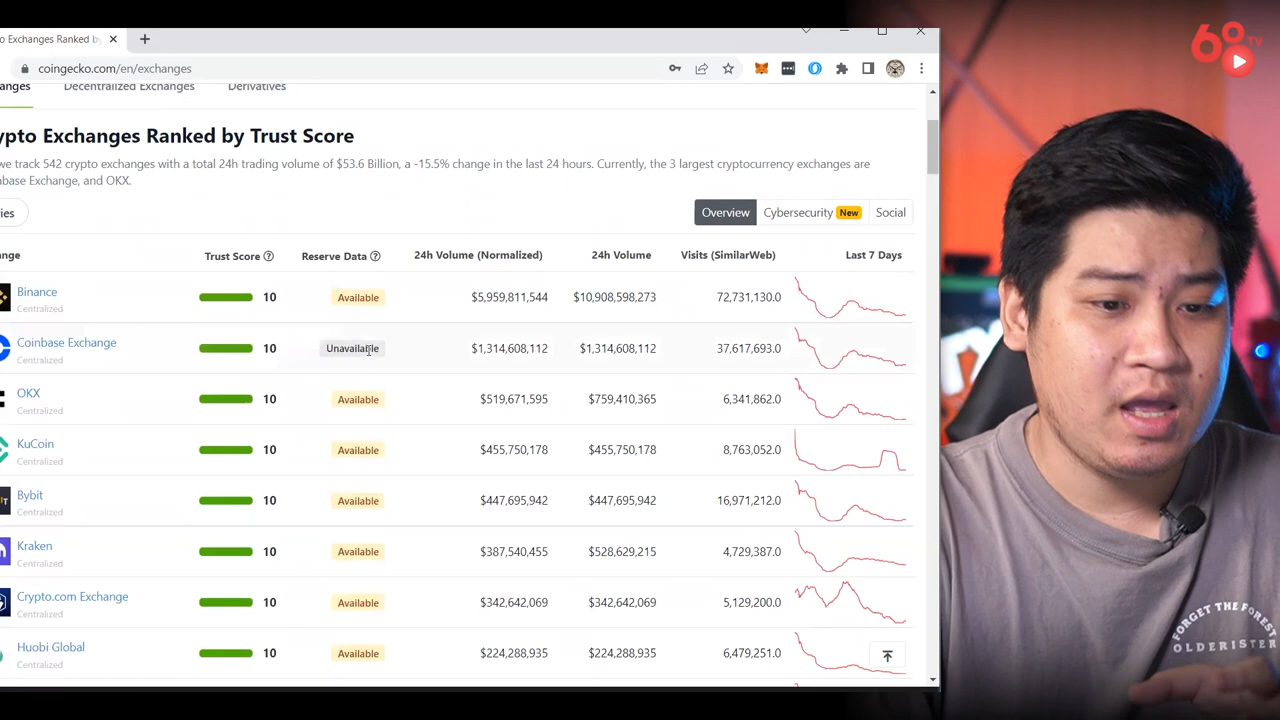 o Exchanges Ranked by
coingecko.com/en/exchanges
68
TV
anges Decentralized Exchanges Derivatives
ypto Exchanges Ranked by Trust Score
we track 542 crypto exchanges with a total 24h trading volume of $53.6 Billion, a -15.5% change in the last 24 hours. Currently, the 3 largest cryptocurrency exchanges are
base Exchange, and OKX.
ies Overview Cybersecurity New Social
nge Trust Score Reserve Data 24h Volume (Normalized) 24h Volume Visits (SimilarWeb) Last 7 Days
Binance 10 Available $5,959,811,544 $10,908,598,273 72,731,130.0
Centralized
Coinbase Exchange 10 Unavailable $1,314,608,112 $1,314,608,112 37,617,693.0
Centralized
OKX 10 Available $519,671,595 $759,410,365 6,341,862.0
Centralized
KuCoin 10 Available $455,750,178 $455,750,178 8,763,052.0
Centralized
Bybit 10 Available $447,695,942 $447,695,942 16,971,212.0
Centralized
Kraken 10 Available $387,540,455 $528,629,215 4,729,387.0
Centralized
Crypto.com Exchange 10 Available $342,642,069 $342,642,069 5,129,200.0
Centralized
Huobi Global 10 Available $224,288,935 $224,288,935 6,479,251.0
Centralized
FORGET THE FOREST
OLDERISTER